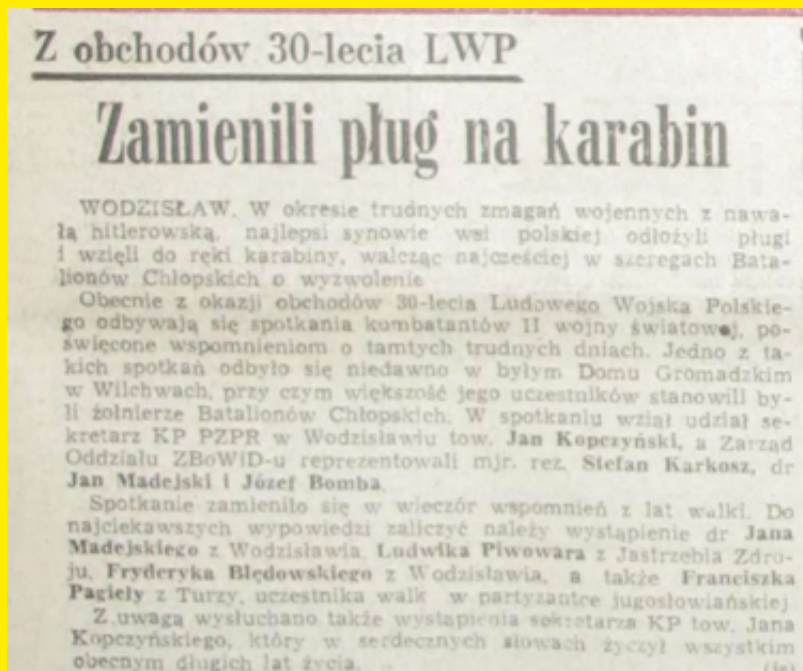 Z obchodów 30-lecia LWP
Zamienili pług na karabin
WODZISŁAW. W okresie trudnych zmagań wojennych z nawa-
łą hitlerowską, najlepsi synowie wsi polskiej odłożyli pługi
i wzięli do ręki karabiny, walcząc najczęściej w szeregach Bata-
lionów Chłopskich o wyzwolenie
Obecnie z okazji obchodów 30-lecia Ludowego Wojska Polskie-
go odbywają się spotkania kombatantów II wojny światowej, po-
święcone wspomnieniom o tamtych trudnych dniach. Jedno z ta-
kich spotkań odbyło się niedawno w byłym Domu Gromadzkim
w Wilchwach, przy czym większość jego uczestników stanowili by-
li żołnierze Batalionów Chłopskich. W spotkaniu wziął udział se-
kretarz KP PZPR w Wodzisławiu tow. Jan Kopczyński, a Zarząd
Oddziału ZBoWiD-u reprezentowali mjr. rez. Stefan Karkosz, dr
Jan Madejski i Józef Bomba.
Spotkanie zamieniło się w wieczór wspomnień z lat walki. Do
najciekawszych wypowiedzi zaliczyć należy wystąpienie dr Jana
Madejskiego z Wodzisławia, Ludwika Piwowara z Jastrzębia Zdro-
ju, Fryderyka Błędowskiego z Wodzisławia, a także Franciszka
Pagieły z Turzy, uczestnika walk w partyzantce jugosłowiańskiej
Z uwagą wysłuchano także wystąpienia sekretarza KP tow. Jana
Kopczyńskiego, który w serdecznych słowach życzył wszystkim
obecnym długich lat życia.